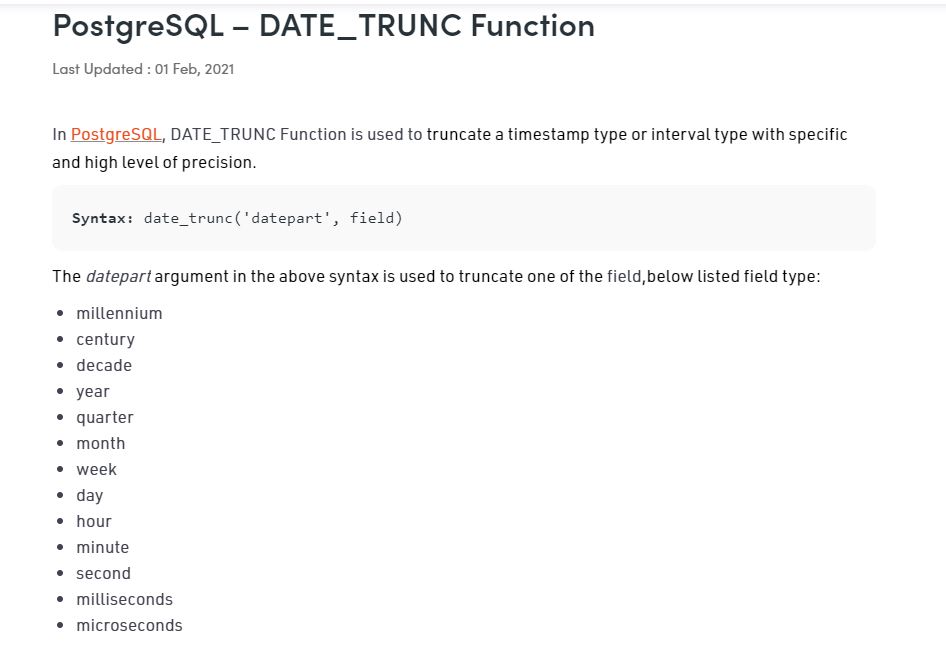 PostgreSQL – DATE_TRUNC Function
Last Updated : 01 Feb, 2021
In PostgreSQL, DATE_TRUNC Function is used to truncate a timestamp type or interval type with specific
and high level of precision.
Syntax: date_trunc('datepart', field)
The datepart argument in the above syntax is used to truncate one of the field,below listed field type:
• millennium
• century
• decade
• year
• quarter
• month
• week
• day
• hour
• minute
• second
• milliseconds
• microseconds